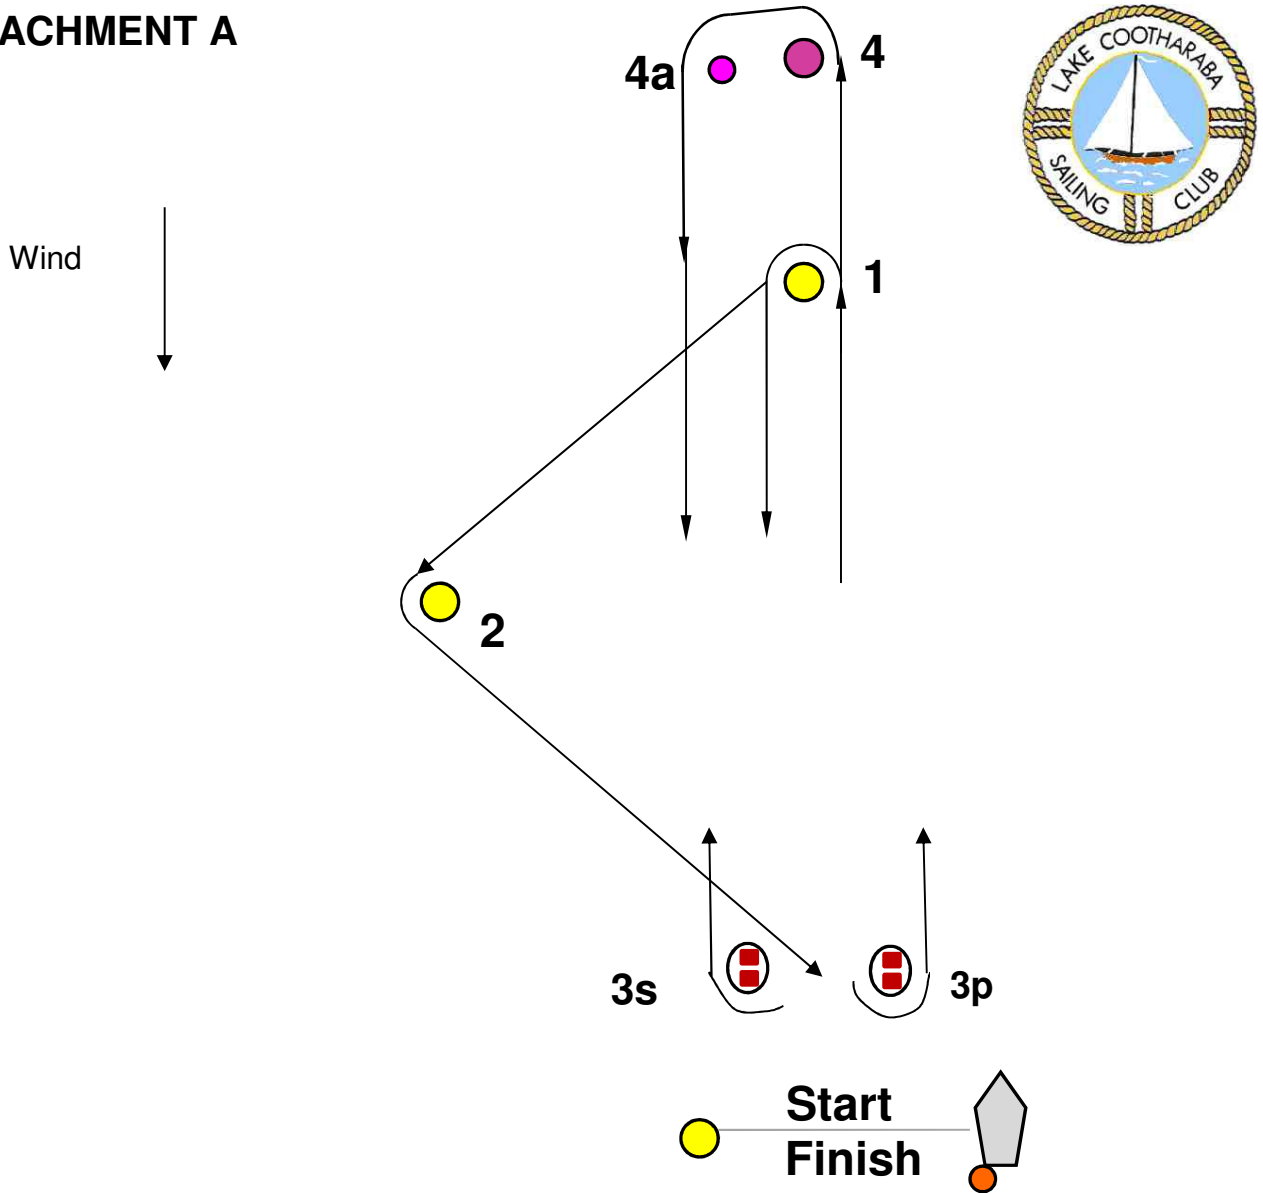 ACHMENT A
4a
4
LAKE COOTHARABA
SAILING CLUB
Wind
1
2
3s
3p
Start
Finish